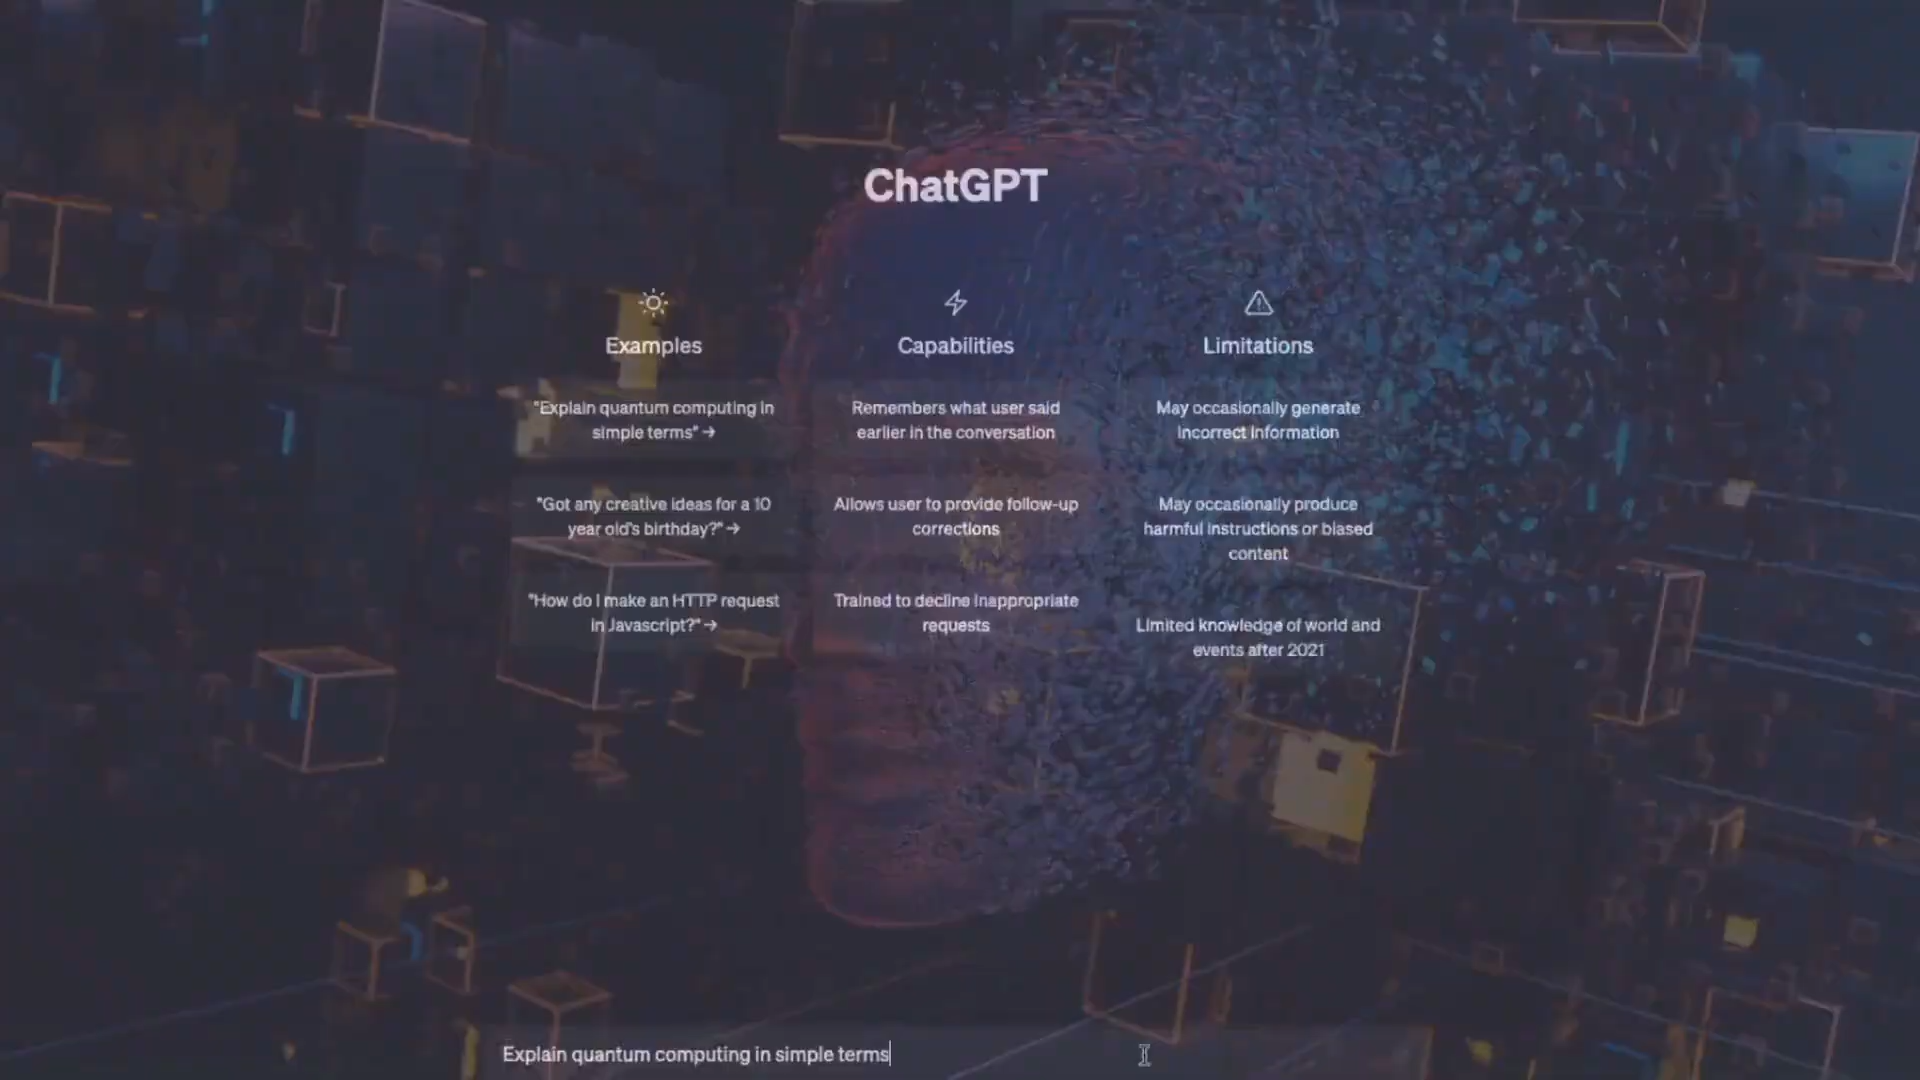 ChatGPT
Examples
"Explain quantum computing in
simple terms" →
"Got any creative ideas for a 10
year old's birthday?" →
"How do I make an HTTP request
in Javascript?" →
Capabilities
Remembers what user said
earlier in the conversation
Allows user to provide follow-up
corrections
Trained to decline inappropriate
requests
Limitations
May occasionally generate
incorrect information
May occasionally produce
harmful instructions or biased
content
Limited knowledge of world and
events after 2021
Explain quantum computing in simple terms